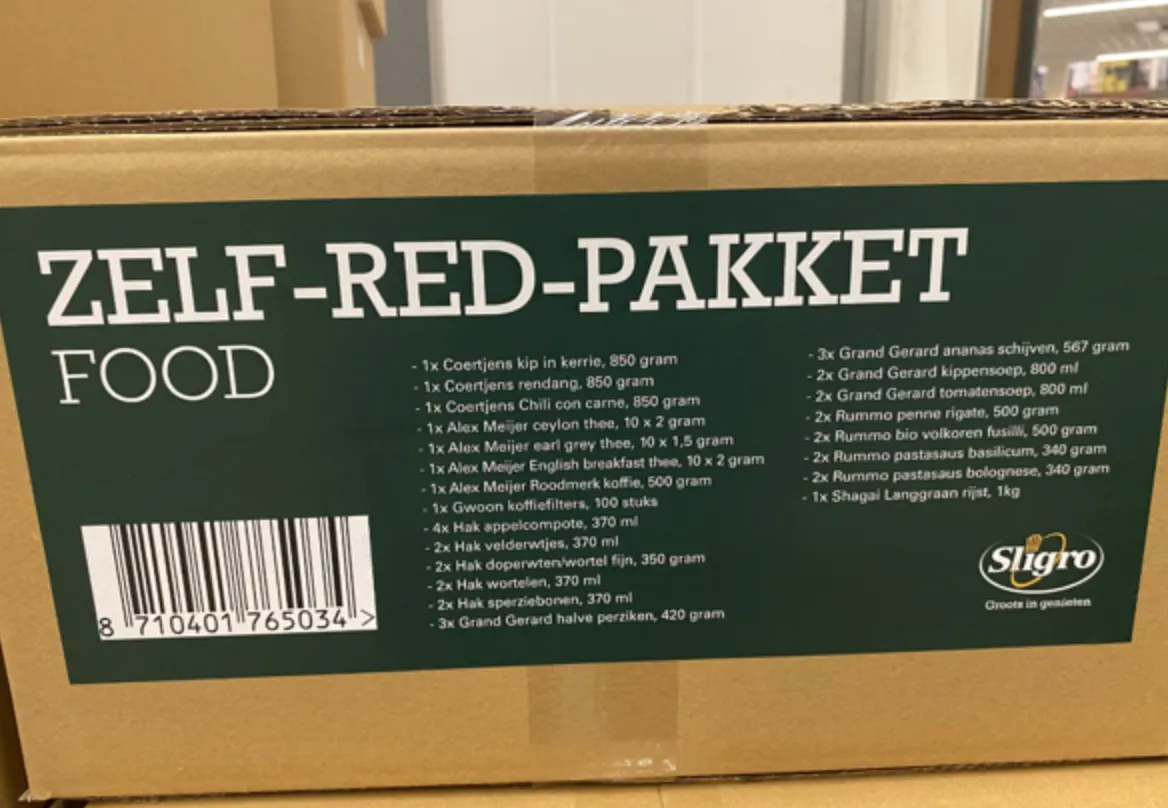 ZELF-RED-PAKKET
FOOD
- 1x Coertjens kip in kerrie, 850 gram
- 1x Coertjens rendang, 850 gram
- 1x Coertjens Chili con carne, 850 gram
- 1x Alex Meijer ceylon thee, 10 x 2 gram
- 1x Alex Meijer earl grey thee, 10 x 1,5 gram
- 1x Alex Meijer English breakfast thee, 10 x 2 gram
- 1x Alex Meijer Roodmerk koffie, 500 gram
- 1x Gwoon koffiefilters, 100 stuks
- 4x Hak appelcompote, 370 ml
- 2x Hak velderwtjes, 370 ml
- 2x Hak doperwten/wortel fijn, 350 gram
- 2x Hak wortelen, 370 ml
- 2x Hak sperziebonen, 370 ml
- 3x Grand Gerard halve perziken, 420 gram
- 3x Grand Gerard ananas schijven, 567 gram
- 2x Grand Gerard kippensoep, 800 ml
- 2x Grand Gerard tomatensoep, 800 ml
- 2x Rummo penne rigate, 500 gram
- 2x Rummo bio volkoren fusilli, 500 gram
- 2x Rummo pastasaus basilicum, 340 gram
- 2x Rummo pastasaus bolognese, 340 gram
- 1x Shagai Langgraan rijst, 1kg
8 710401 765034 >
Sligro
Groots in genieten